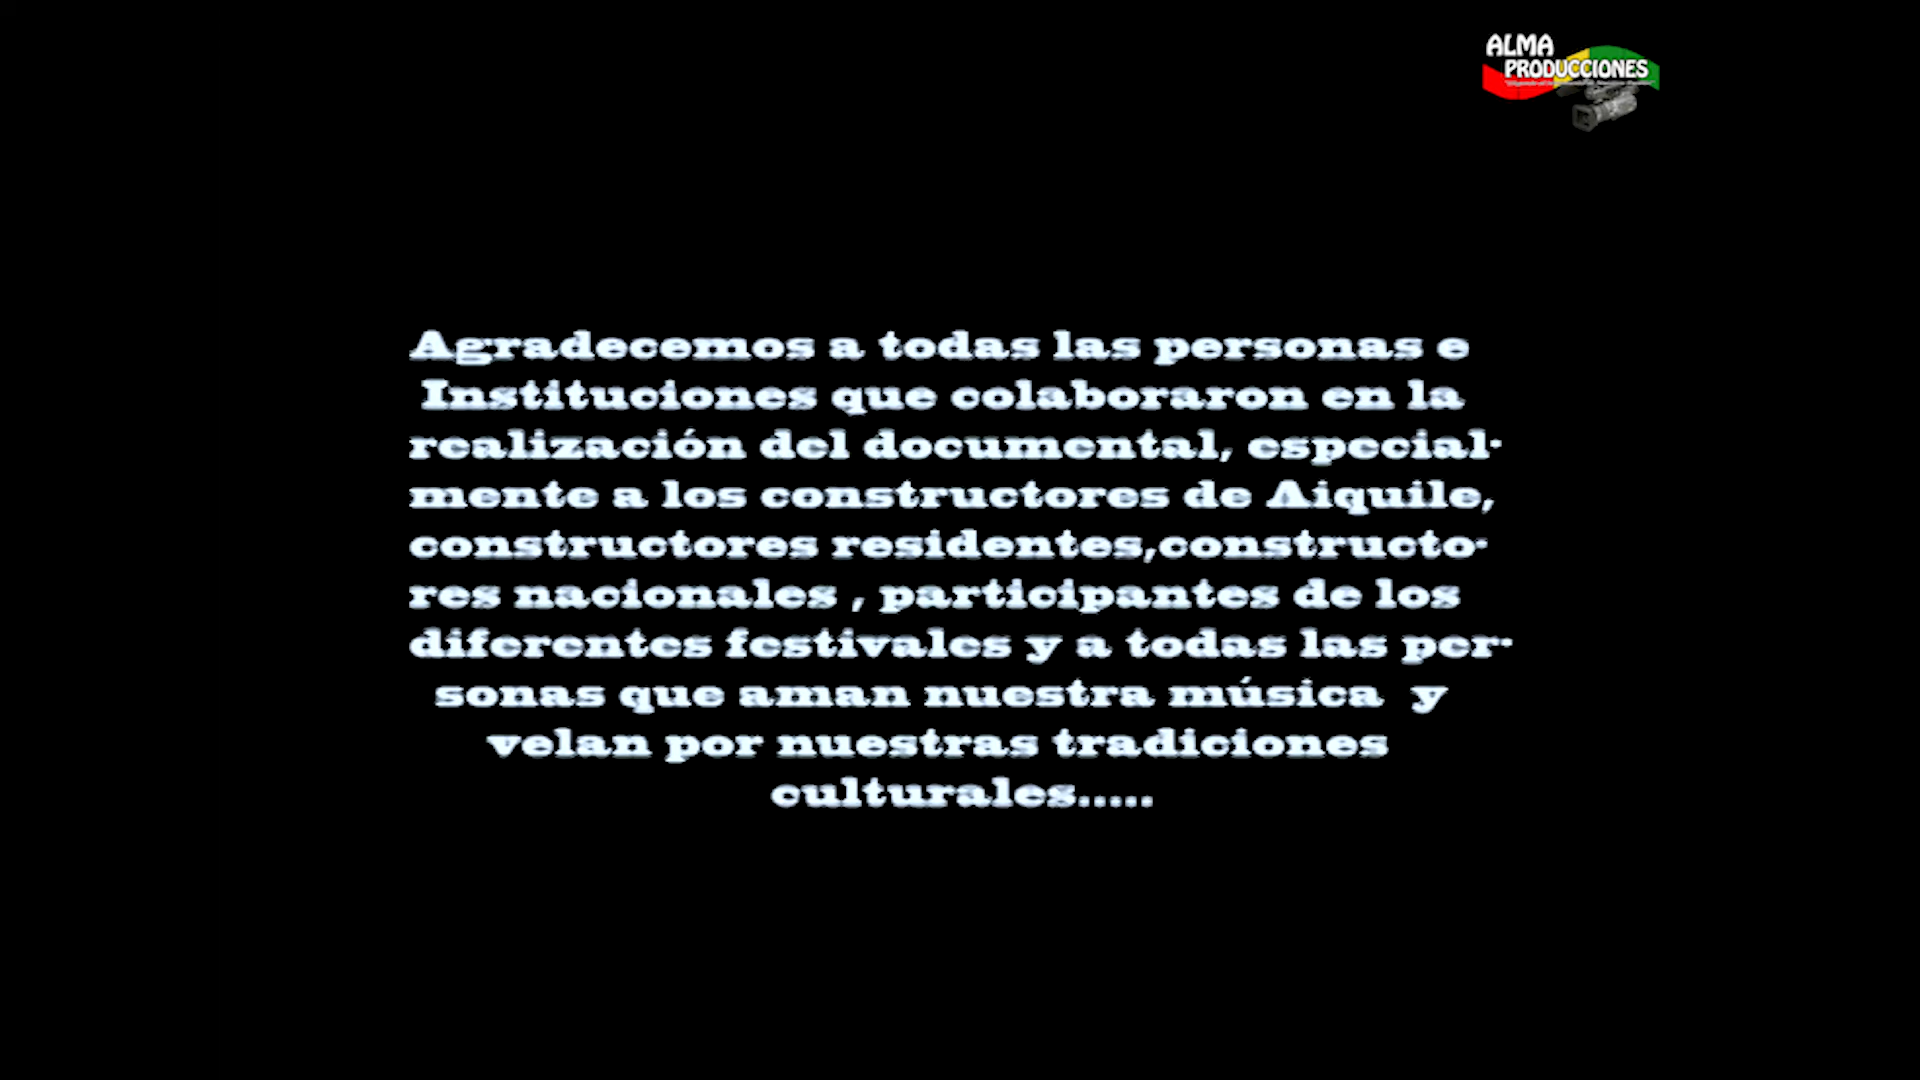 ALMA
PRODUCCIONES
Agradecemos a todas las personas e
Instituciones que colaboraron en la
realización del documental, especial-
mente a los constructores de Aiquile,
constructores residentes,constructo-
res nacionales , participantes de los
diferentes festivales y a todas las per-
sonas que aman nuestra música y
velan por nuestras tradiciones
culturales.....